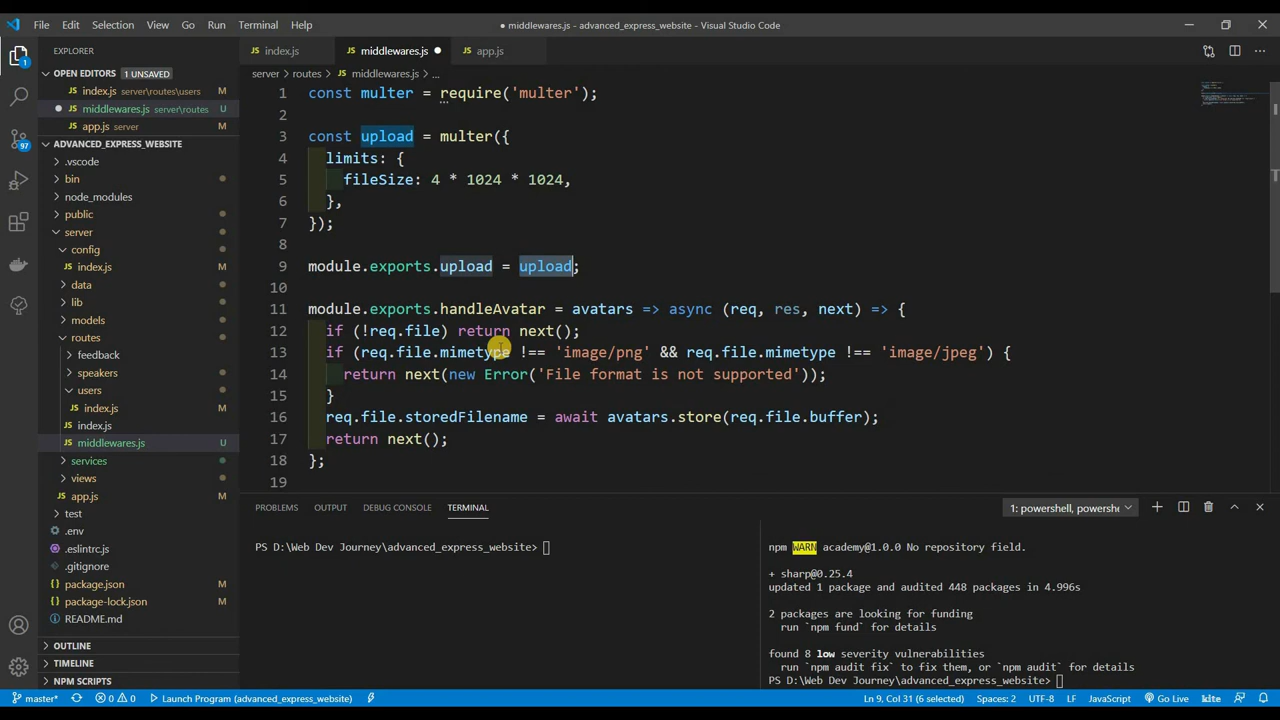 File Edit Selection View Go Run Terminal Help
● middlewares.js - advanced_express_website - Visual Studio Code
EXPLORER
OPEN EDITORS 1 UNSAVED
index.js server\routes\users M
middlewares.js server\routes U
app.js server M
ADVANCED_EXPRESS_WEBSITE
.vscode
bin
node_modules
public
server
config
index.js M
data
lib
models
routes
feedback
speakers
users
index.js M
index.js
middlewares.js U
services
views
app.js M
test
.env
.eslintrc.js
.gitignore
package.json M
package-lock.json M
README.md
OUTLINE
TIMELINE
NPM SCRIPTS
1
97
index.js
middlewares.js ●
app.js
server > routes > JS middlewares.js > ...
1 const multer = require('multer');
2
3 const upload = multer({
4 limits: {
5 fileSize: 4 * 1024 * 1024,
6 },
7 });
8
9 module.exports.upload = upload;
10
11 module.exports.handleAvatar = avatars => async (req, res, next) => {
12 if (!req.file) return next();
13 if (req.file.mimetype !== 'image/png' && req.file.mimetype !== 'image/jpeg') {
14 return next(new Error('File format is not supported'));
15 }
16 req.file.storedFilename = await avatars.store(req.file.buffer);
17 return next();
18 };
19
PROBLEMS OUTPUT DEBUG CONSOLE TERMINAL
1: powershell, powershe
PS D:\Web Dev Journey\advanced_express_website>
npm WARN academy@1.0.0 No repository field.
+ sharp@0.25.4
updated 1 package and audited 448 packages in 4.996s
2 packages are looking for funding
run `npm fund` for details
found 8 low severity vulnerabilities
run `npm audit fix` to fix them, or `npm audit` for details
PS D:\Web Dev Journey\advanced_express_website>
master* 0 0 Launch Program (advanced_express_website) Ln 9, Col 31 (6 selected) Spaces: 2 UTF-8 LF JavaScript Go Live kite